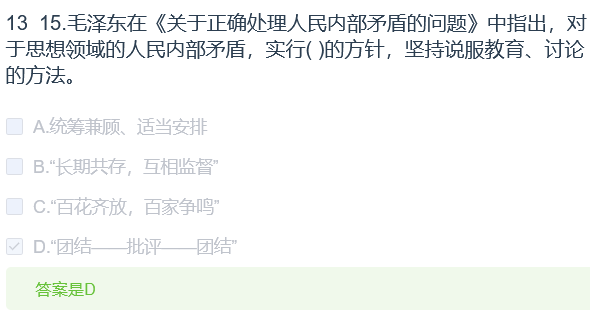 13 15.毛泽东在《关于正确处理人民内部矛盾的问题》中指出，对
于思想领域的人民内部矛盾，实行( )的方针，坚持说服教育、讨论
的方法。
A.统筹兼顾、适当安排
B.“长期共存，互相监督”
C.“百花齐放，百家争鸣”
D.“团结——批评——团结”
答案是D